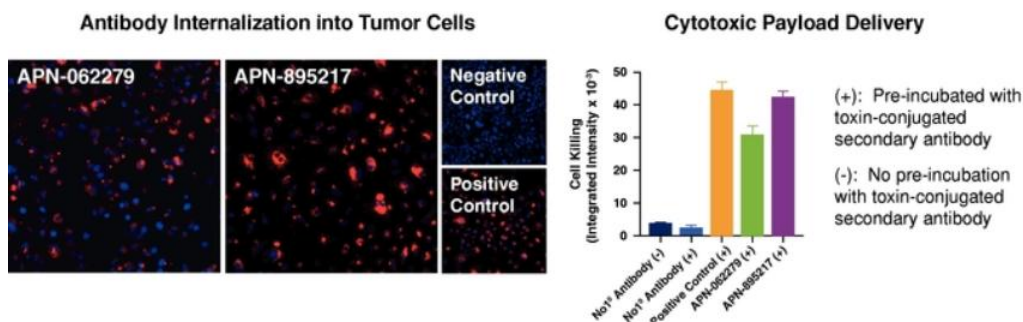 Antibody Internalization into Tumor Cells
Cytotoxic Payload Delivery
APN-062279
APN-895217
Negative
Control
Positive
Control
Cell Killing
(Integrated Intensity x 10⁻³)
50
40
30
20
10
0
No1º Antibody (-)
No1º Antibody (+)
Positive Control (+)
APN-062279 (+)
APN-895217 (+)
(+): Pre-incubated with
toxin-conjugated
secondary antibody
(-): No pre-incubation
with toxin-conjugated
secondary antibody